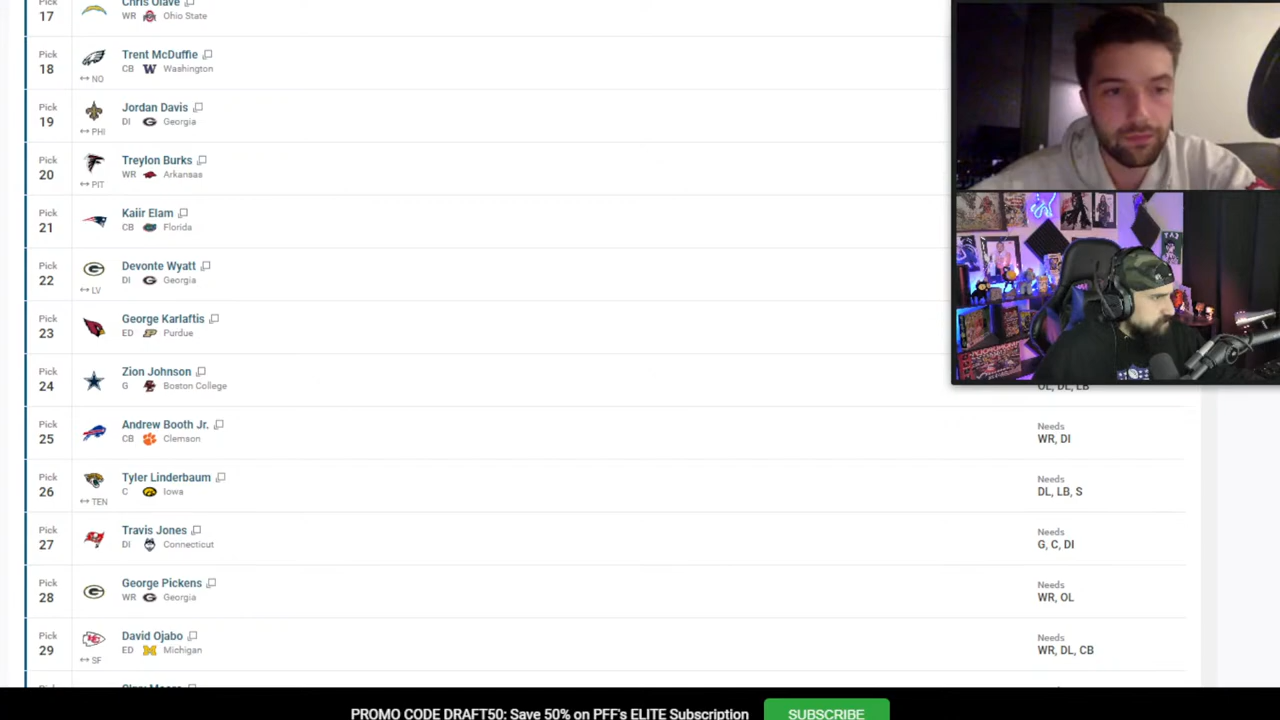 Chris Olave
17
WR Ohio State
Pick
18
NO
Trent McDuffie
CB Washington
Pick
19
PHI
Jordan Davis
DI Georgia
Pick
20
PIT
Treylon Burks
WR Arkansas
Pick
21
Kaiir Elam
CB Florida
Pick
22
LV
Devonte Wyatt
DI Georgia
Pick
23
George Karlaftis
ED Purdue
Pick
24
Zion Johnson
G Boston College
OL, DL, LB
Pick
25
Andrew Booth Jr.
CB Clemson
Needs
WR, DI
Pick
26
TEN
Tyler Linderbaum
C Iowa
Needs
DL, LB, S
Pick
27
Travis Jones
DI Connecticut
Needs
G, C, DI
Pick
28
George Pickens
WR Georgia
Needs
WR, OL
Pick
29
SF
David Ojabo
ED Michigan
Needs
WR, DL, CB
PROMO CODE DRAFT50: Save 50% on PFF's ELITE Subscription
SUBSCRIBE